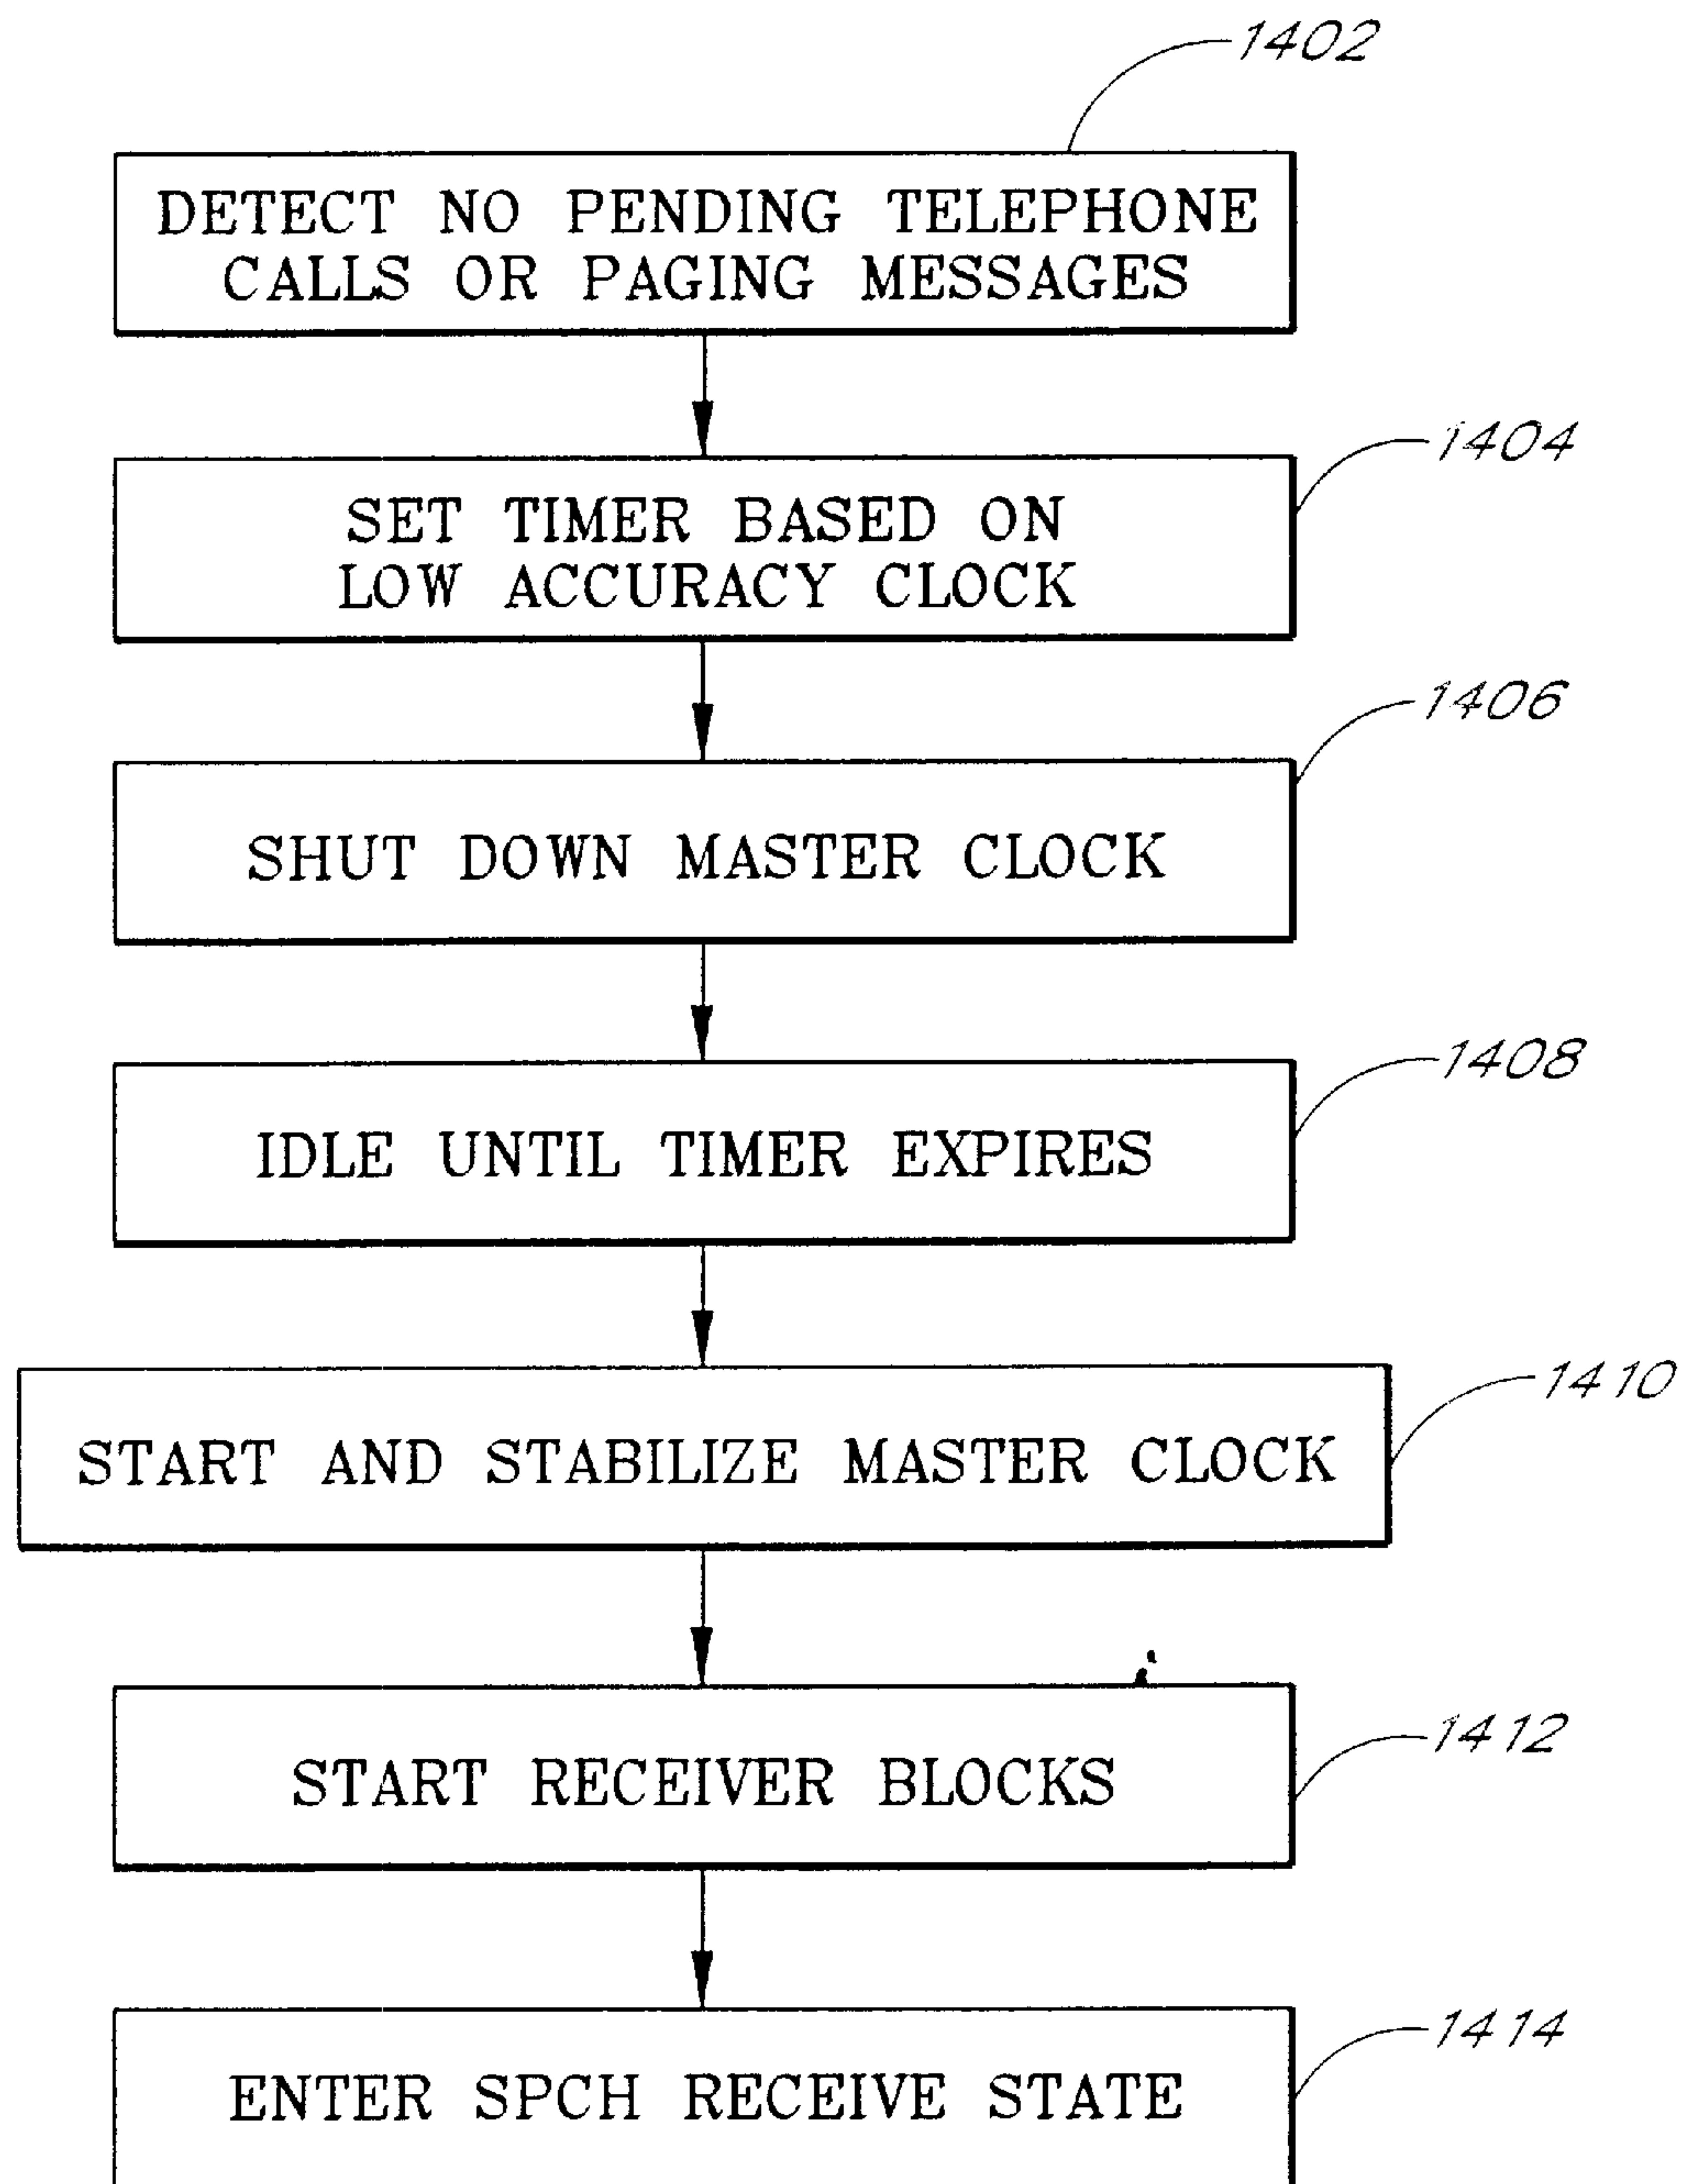 1402
DETECT NO PENDING TELEPHONE
CALLS OR PAGING MESSAGES
1404
SET TIMER BASED ON
LOW ACCURACY CLOCK
1406
SHUT DOWN MASTER CLOCK
1408
IDLE UNTIL TIMER EXPIRES
1410
START AND STABILIZE MASTER CLOCK
1412
START RECEIVER BLOCKS
1414
ENTER SPCH RECEIVE STATE